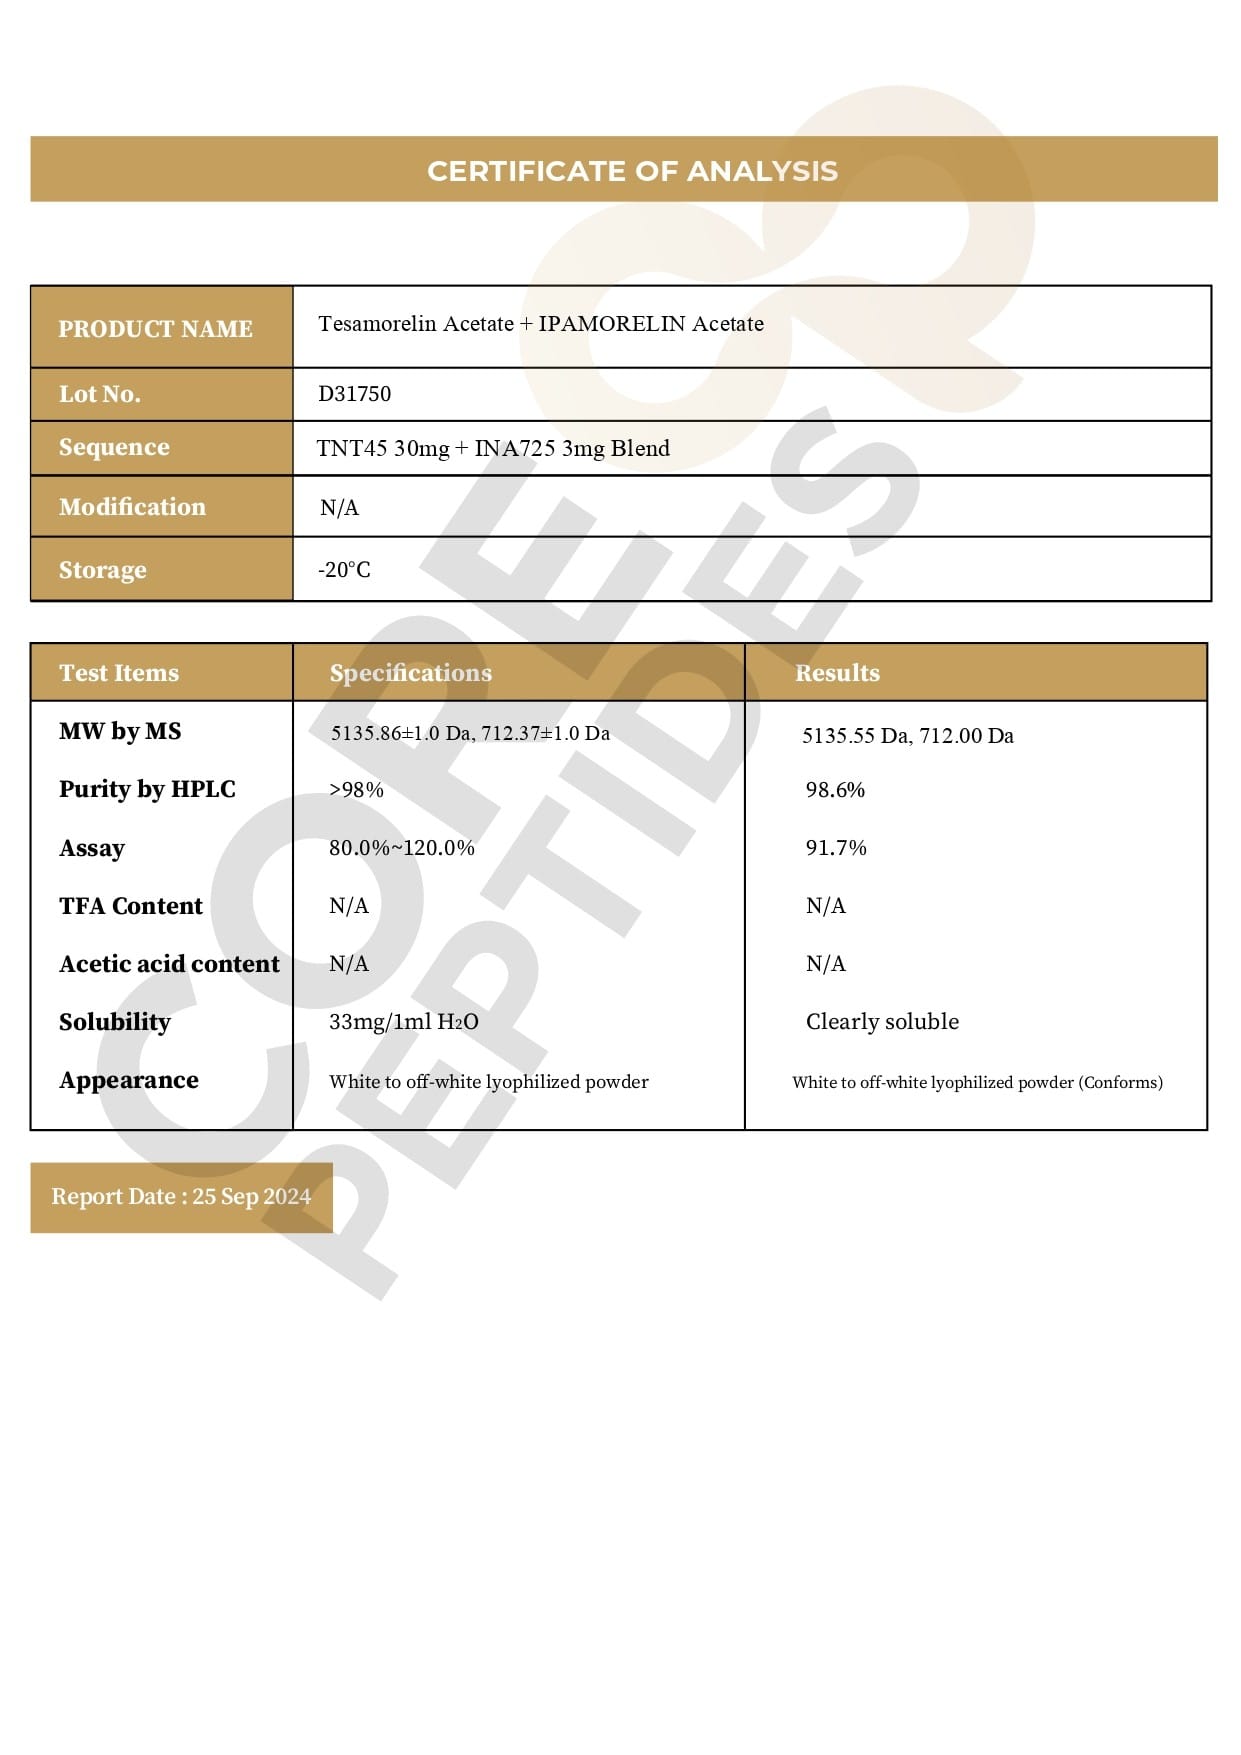 CERTIFICATE OF ANALYSIS
PRODUCT NAME Tesamorelin Acetate + IPAMORELIN Acetate
Lot No. D31750
Sequence TNT45 30mg + INA725 3mg Blend
Modification N/A
Storage -20°C
Test Items Specifications Results
MW by MS 5135.86±1.0 Da, 712.37±1.0 Da 5135.55 Da, 712.00 Da
Purity by HPLC >98% 98.6%
Assay 80.0%~120.0% 91.7%
TFA Content N/A N/A
Acetic acid content N/A N/A
Solubility 33mg/1ml H₂O Clearly soluble
Appearance White to off-white lyophilized powder White to off-white lyophilized powder (Conforms)
Report Date : 25 Sep 2024
CORE
PEPTIDES